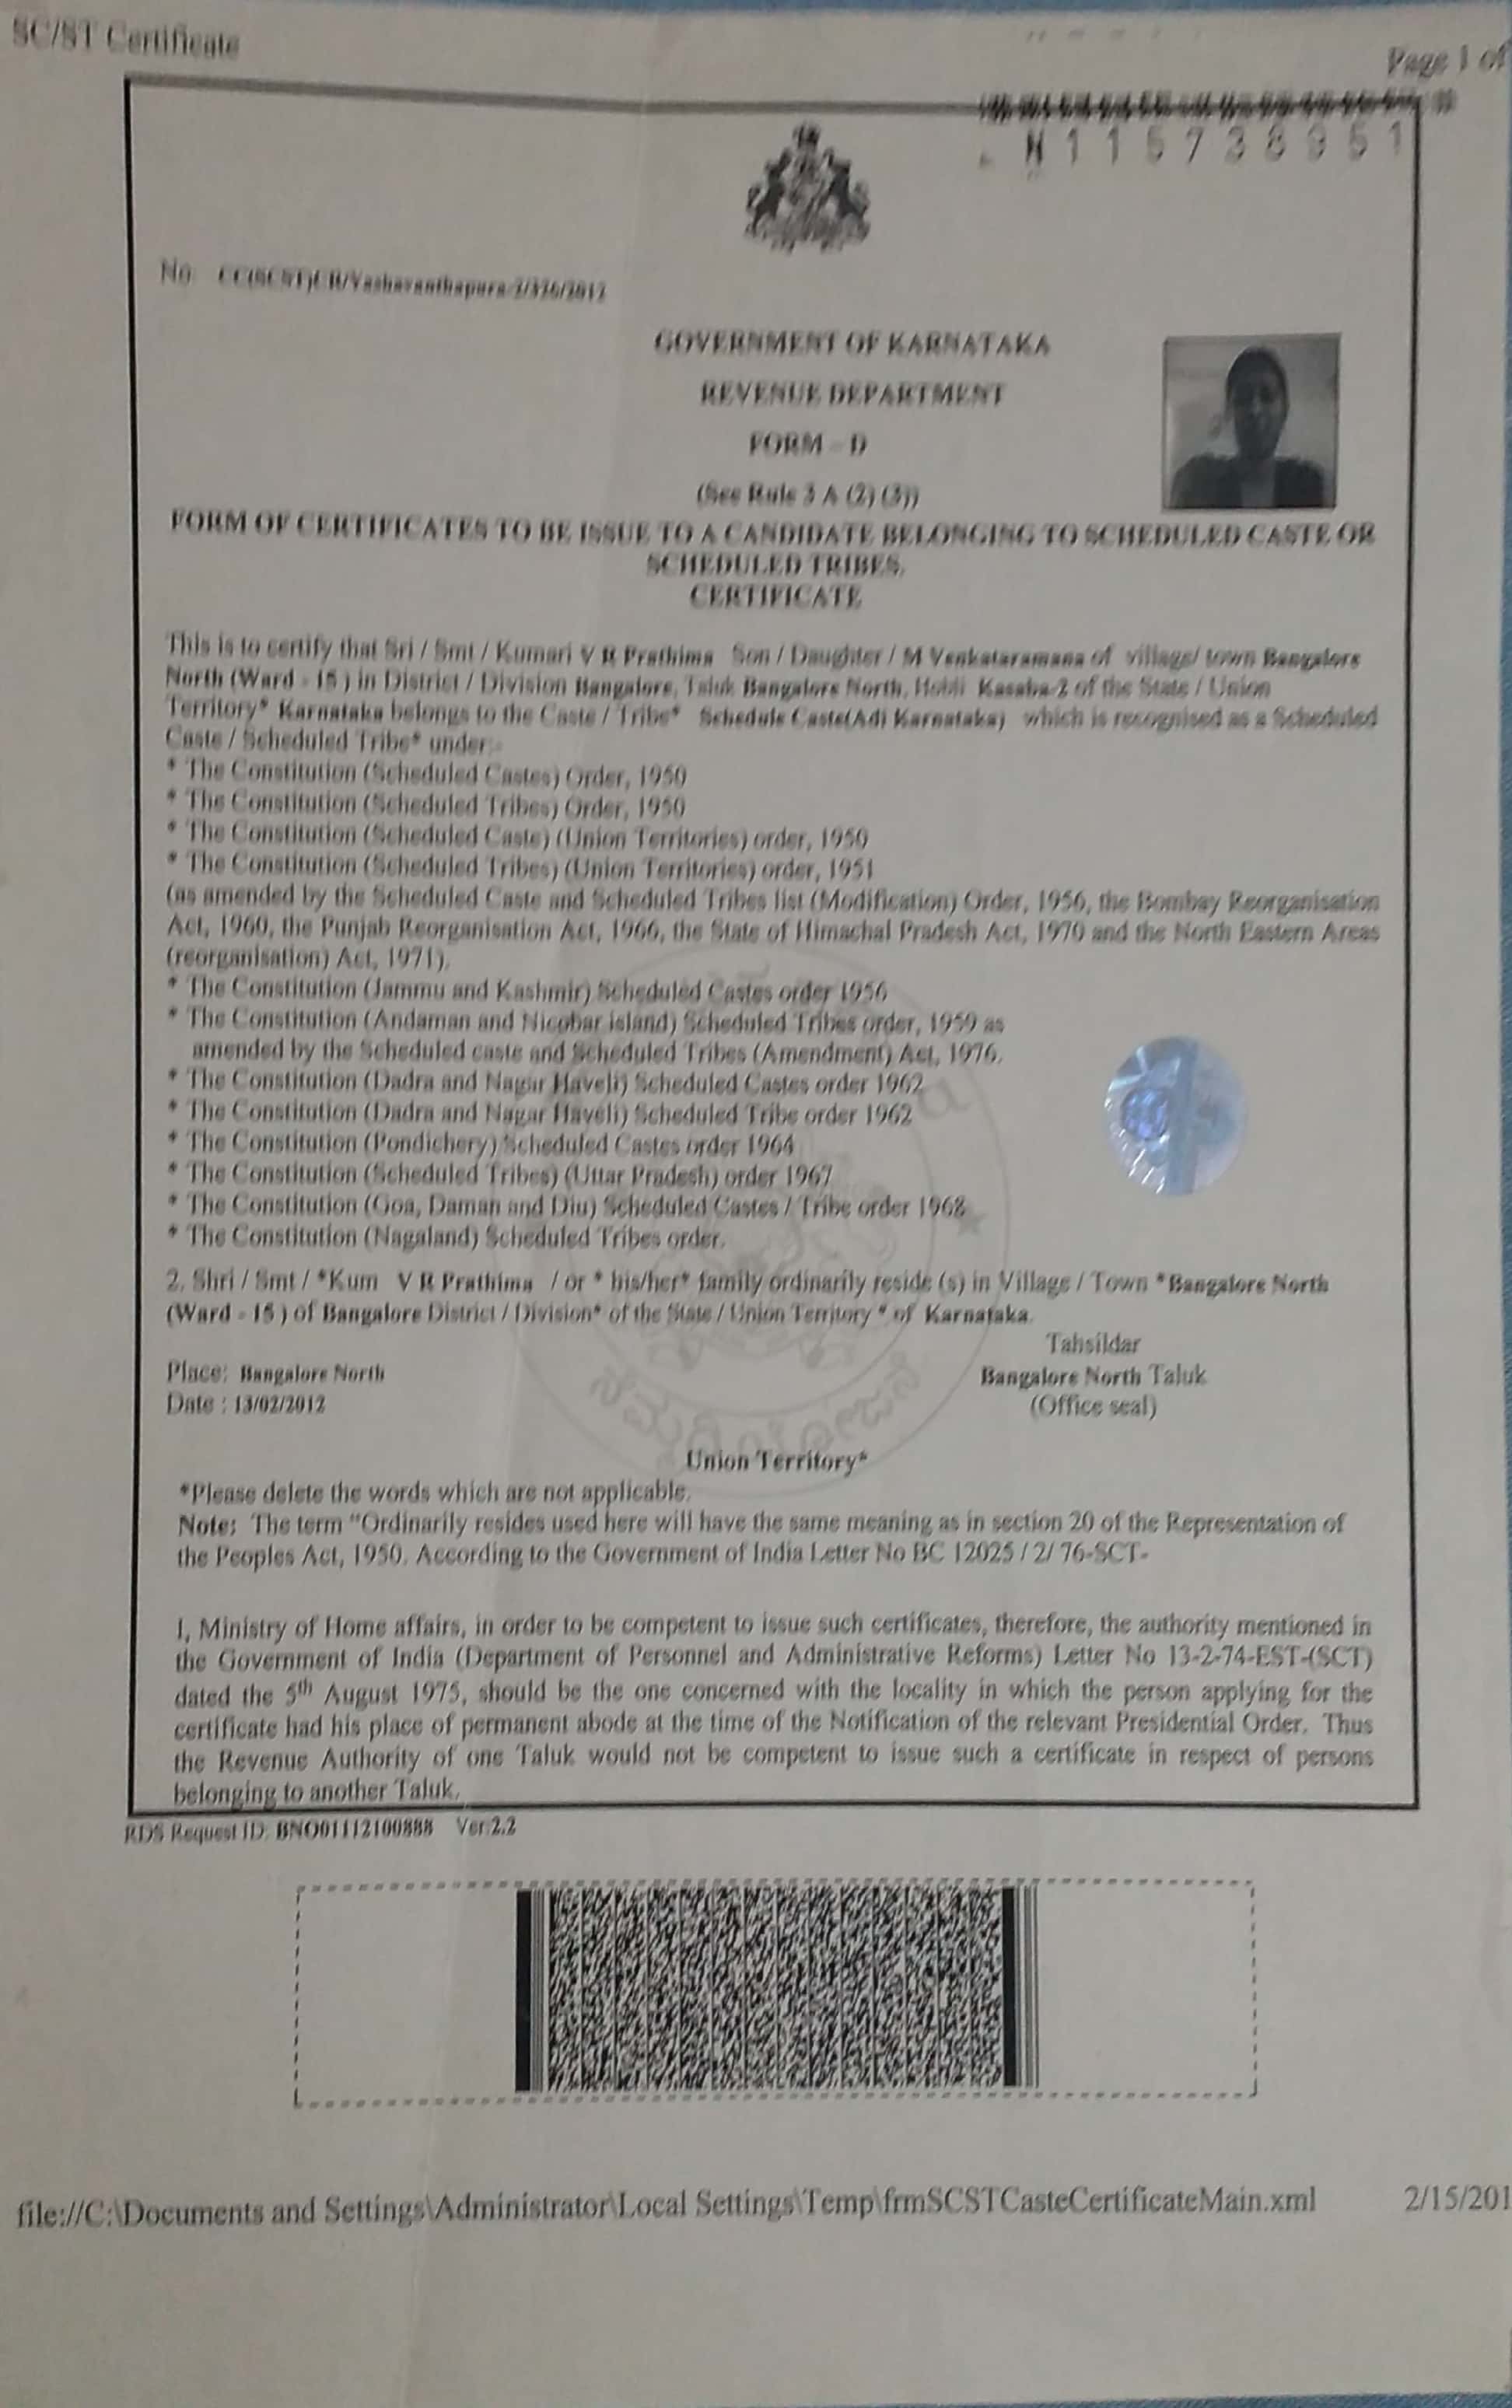 SC/ST Certificate
Page 1 of
N 1 1 5 7 3 8 9 5 1
No CC(SCST)CR/Yashavanthapura-2/326/2012
GOVERNMENT OF KARNATAKA
REVENUE DEPARTMENT
FORM - D
(See Rule 3 A (2) (3))
FORM OF CERTIFICATES TO BE ISSUE TO A CANDIDATE BELONGING TO SCHEDULED CASTE OR
SCHEDULED TRIBES.
CERTIFICATE
This is to certify that Sri / Smt / Kumari V R Prathima Son / Daughter / M Venkataramana of village/ town Bangalore
North (Ward - 15 ) in District / Division Bangalore, Taluk Bangalore North, Hobli Kasaba-2 of the State / Union
Territory* Karnataka belongs to the Caste / Tribe* Schedule Caste(Adi Karnataka) which is recognised as a Scheduled
Caste / Scheduled Tribe* under:-
* The Constitution (Scheduled Castes) Order, 1950
* The Constitution (Scheduled Tribes) Order, 1950
* The Constitution (Scheduled Caste) (Union Territories) order, 1950
* The Constitution (Scheduled Tribes) (Union Territories) order, 1951
(as amended by the Scheduled Caste and Scheduled Tribes list (Modification) Order, 1956, the Bombay Reorganisation
Act, 1960, the Punjab Reorganisation Act, 1966, the State of Himachal Pradesh Act, 1970 and the North Eastern Areas
(reorganisation) Act, 1971).
* The Constitution (Jammu and Kashmir) Scheduled Castes order 1956
* The Constitution (Andaman and Nicobar island) Scheduled Tribes order, 1959 as
amended by the Scheduled caste and Scheduled Tribes (Amendment) Act, 1976.
* The Constitution (Dadra and Nagar Haveli) Scheduled Castes order 1962
* The Constitution (Dadra and Nagar Haveli) Scheduled Tribe order 1962
* The Constitution (Pondichery) Scheduled Castes order 1964
* The Constitution (Scheduled Tribes) (Uttar Pradesh) order 1967
* The Constitution (Goa, Daman and Diu) Scheduled Castes / Tribe order 1968
* The Constitution (Nagaland) Scheduled Tribes order.
2. Shri / Smt / *Kum V R Prathima / or * his/her* family ordinarily reside (s) in Village / Town *Bangalore North
(Ward - 15 ) of Bangalore District / Division* of the State / Union Territory * of Karnataka.
Tahsildar
Place: Bangalore North
Bangalore North Taluk
Date : 13/02/2012
(Office seal)
Union Territory*
*Please delete the words which are not applicable.
Note: The term "Ordinarily resides used here will have the same meaning as in section 20 of the Representation of
the Peoples Act, 1950. According to the Government of India Letter No BC 12025 / 2/ 76-SCT-
I, Ministry of Home affairs, in order to be competent to issue such certificates, therefore, the authority mentioned in
the Government of India (Department of Personnel and Administrative Reforms) Letter No 13-2-74-EST-(SCT)
dated the 5th August 1975, should be the one concerned with the locality in which the person applying for the
certificate had his place of permanent abode at the time of the Notification of the relevant Presidential Order. Thus
the Revenue Authority of one Taluk would not be competent to issue such a certificate in respect of persons
belonging to another Taluk.
RDS Request ID: BNO01112100888 Ver:2.2
file://C:\Documents and Settings\Administrator\Local Settings\Temp\frmSCSTCasteCertificateMain.xml
2/15/201